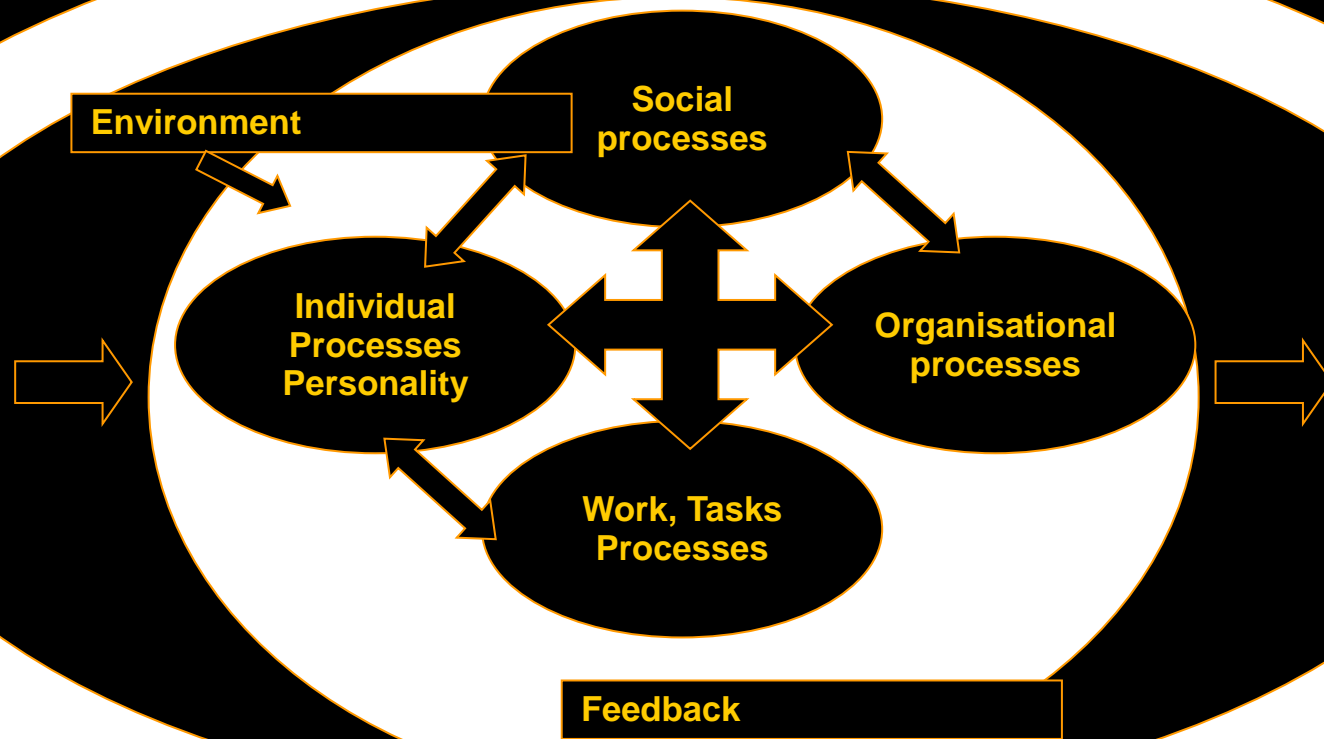 Social
processes
Environment
Individual
Processes
Personality
Organisational
processes
Work, Tasks
Processes
Feedback